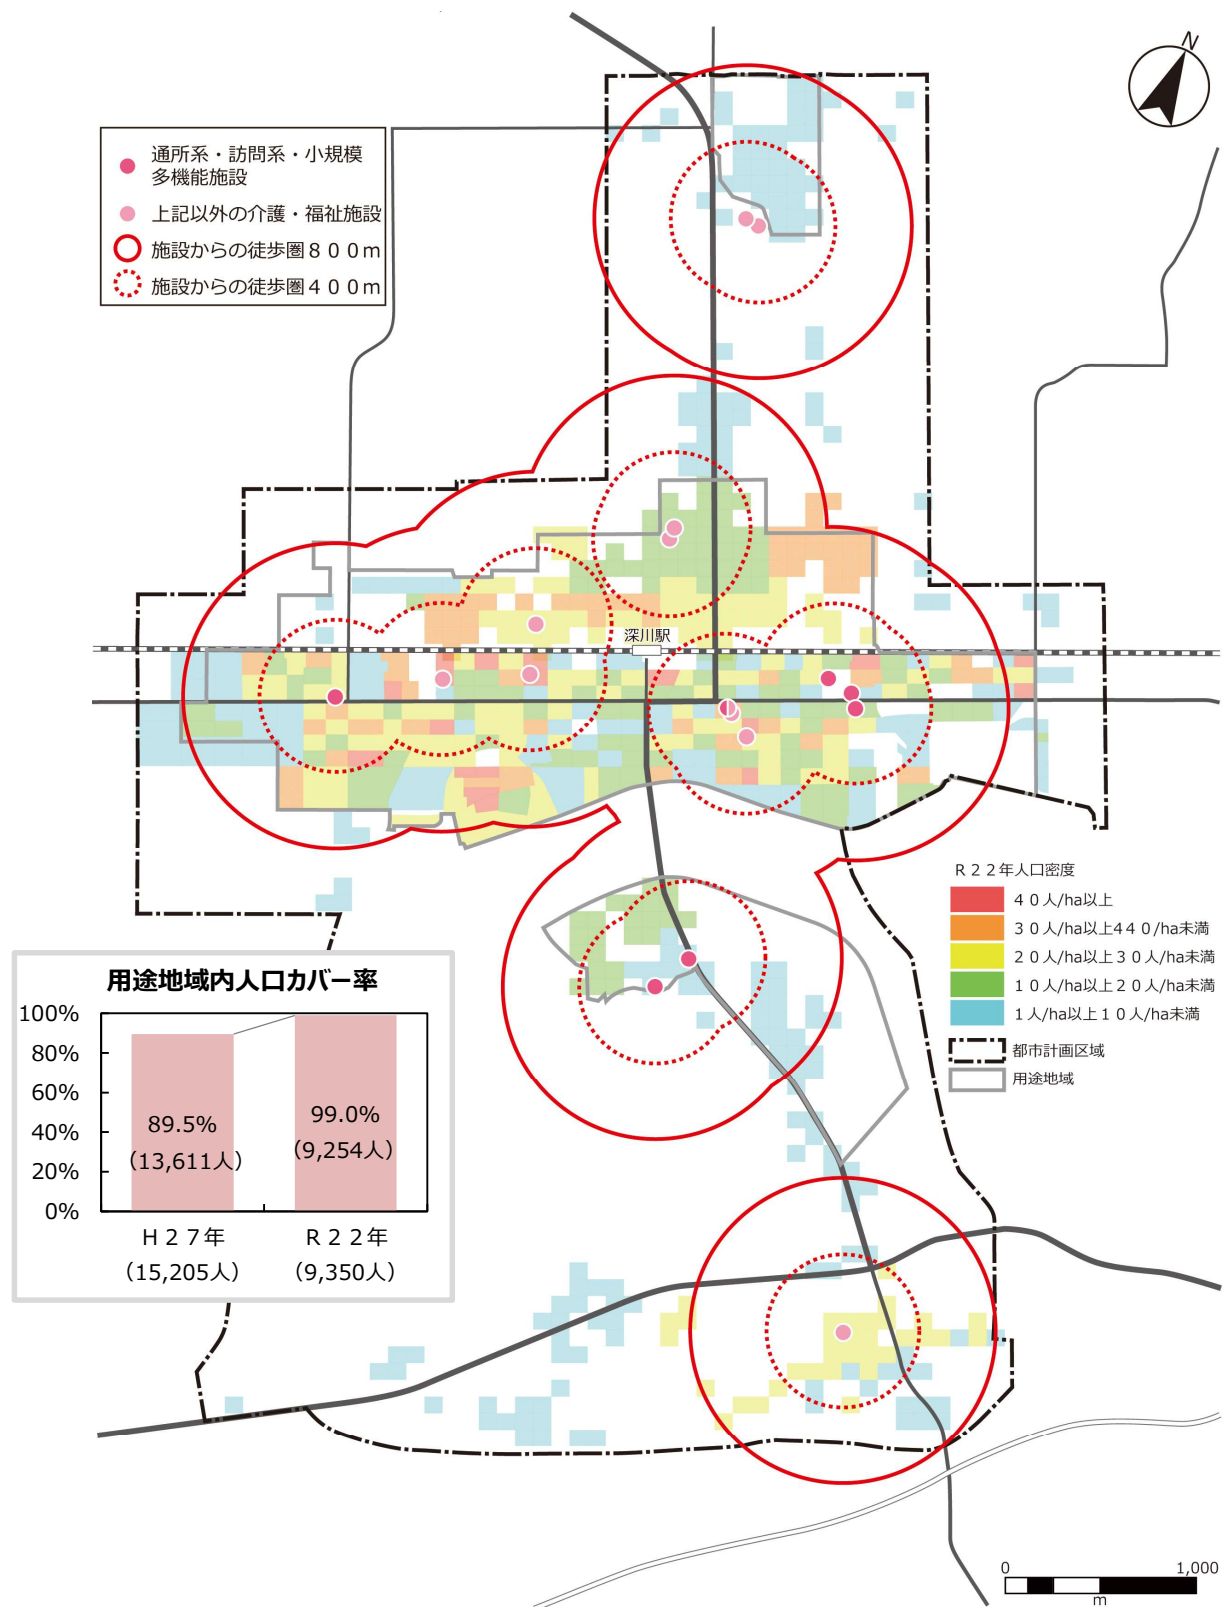 N
通所系・訪問系・小規模
多機能施設
上記以外の介護・福祉施設
施設からの徒歩圏８００ｍ
施設からの徒歩圏４００ｍ
深川駅
Ｒ２２年人口密度
４０人/ha以上
３０人/ha以上４４０/ha未満
２０人/ha以上３０人/ha未満
１０人/ha以上２０人/ha未満
１人/ha以上１０人/ha未満
都市計画区域
用途地域
用途地域内人口カバー率
100%
80%
60%
40%
20%
0%
89.5%
（13,611人）
99.0%
（9,254人）
Ｈ２７年
（15,205人）
Ｒ２２年
（9,350人）
0
1,000
m